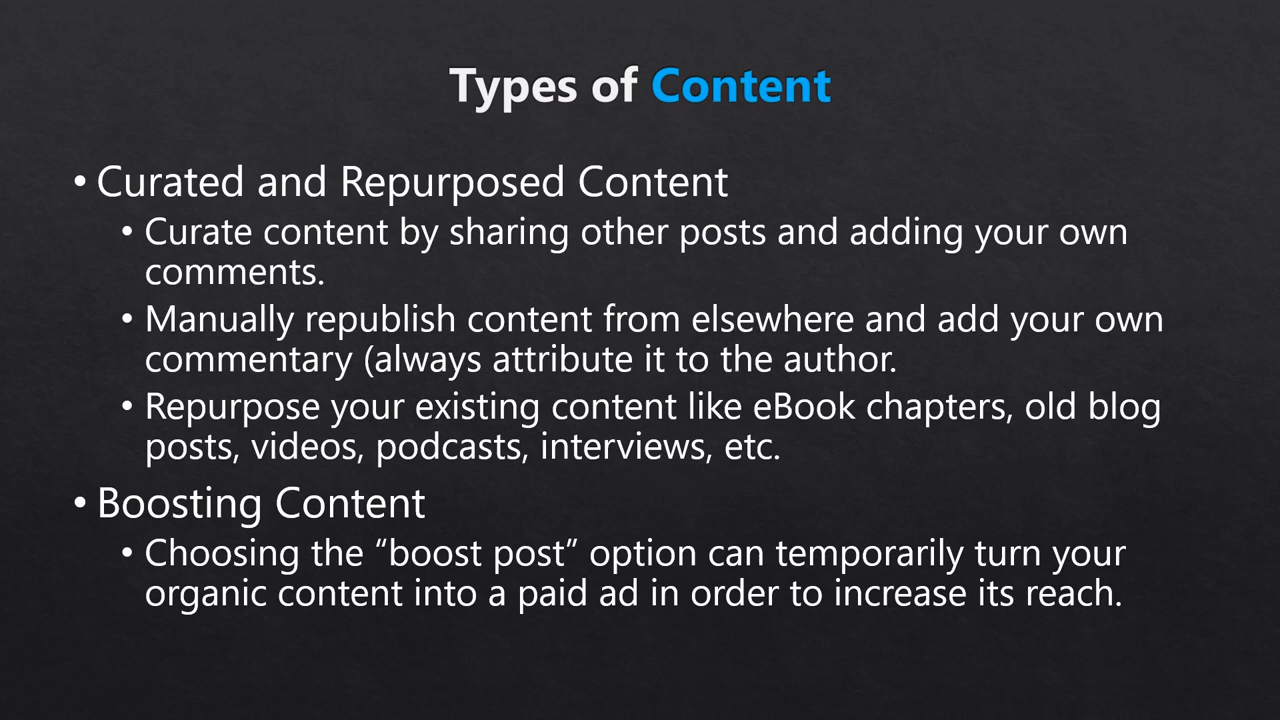 Types of Content
• Curated and Repurposed Content
• Curate content by sharing other posts and adding your own
comments.
• Manually republish content from elsewhere and add your own
commentary (always attribute it to the author.
• Repurpose your existing content like eBook chapters, old blog
posts, videos, podcasts, interviews, etc.
• Boosting Content
• Choosing the “boost post” option can temporarily turn your
organic content into a paid ad in order to increase its reach.